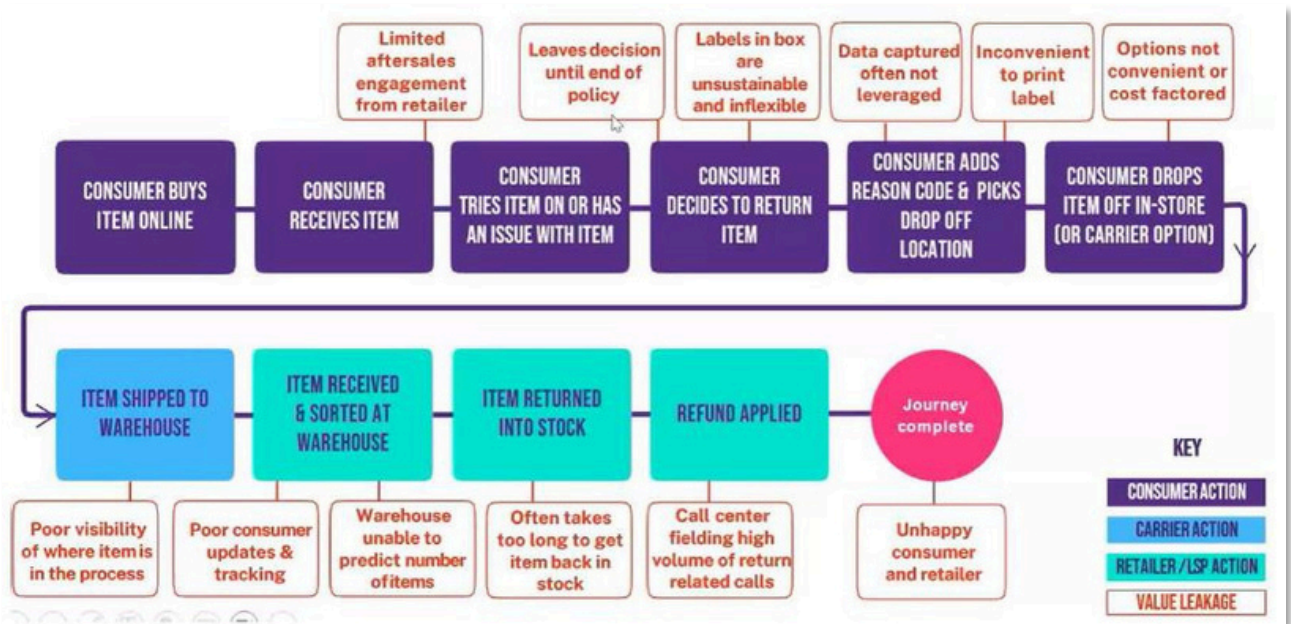 Limited
aftersales
engagement
from retailer
Leaves decision
until end of
policy
Labels in box
are
unsustainable
and inflexible
Data captured
often not
leveraged
Inconvenient
to print
label
Options not
convenient or
cost factored
CONSUMER BUYS
ITEM ONLINE
CONSUMER
RECEIVES ITEM
CONSUMER
TRIES ITEM ON OR HAS
AN ISSUE WITH ITEM
CONSUMER
DECIDES TO RETURN
ITEM
CONSUMER ADDS
REASON CODE & PICKS
DROP OFF
LOCATION
CONSUMER DROPS
ITEM OFF IN-STORE
(OR CARRIER OPTION)
ITEM SHIPPED TO
WAREHOUSE
ITEM RECEIVED
& SORTED AT
WAREHOUSE
ITEM RETURNED
INTO STOCK
REFUND APPLIED
Journey
complete
Poor visibility
of where item is
in the process
Poor consumer
updates &
tracking
Warehouse
unable to
predict number
of items
Often takes
too long to get
item back in
stock
Call center
fielding high
volume of return
related calls
Unhappy
consumer
and retailer
KEY
CONSUMER ACTION
CARRIER ACTION
RETAILER / LSP ACTION
VALUE LEAKAGE